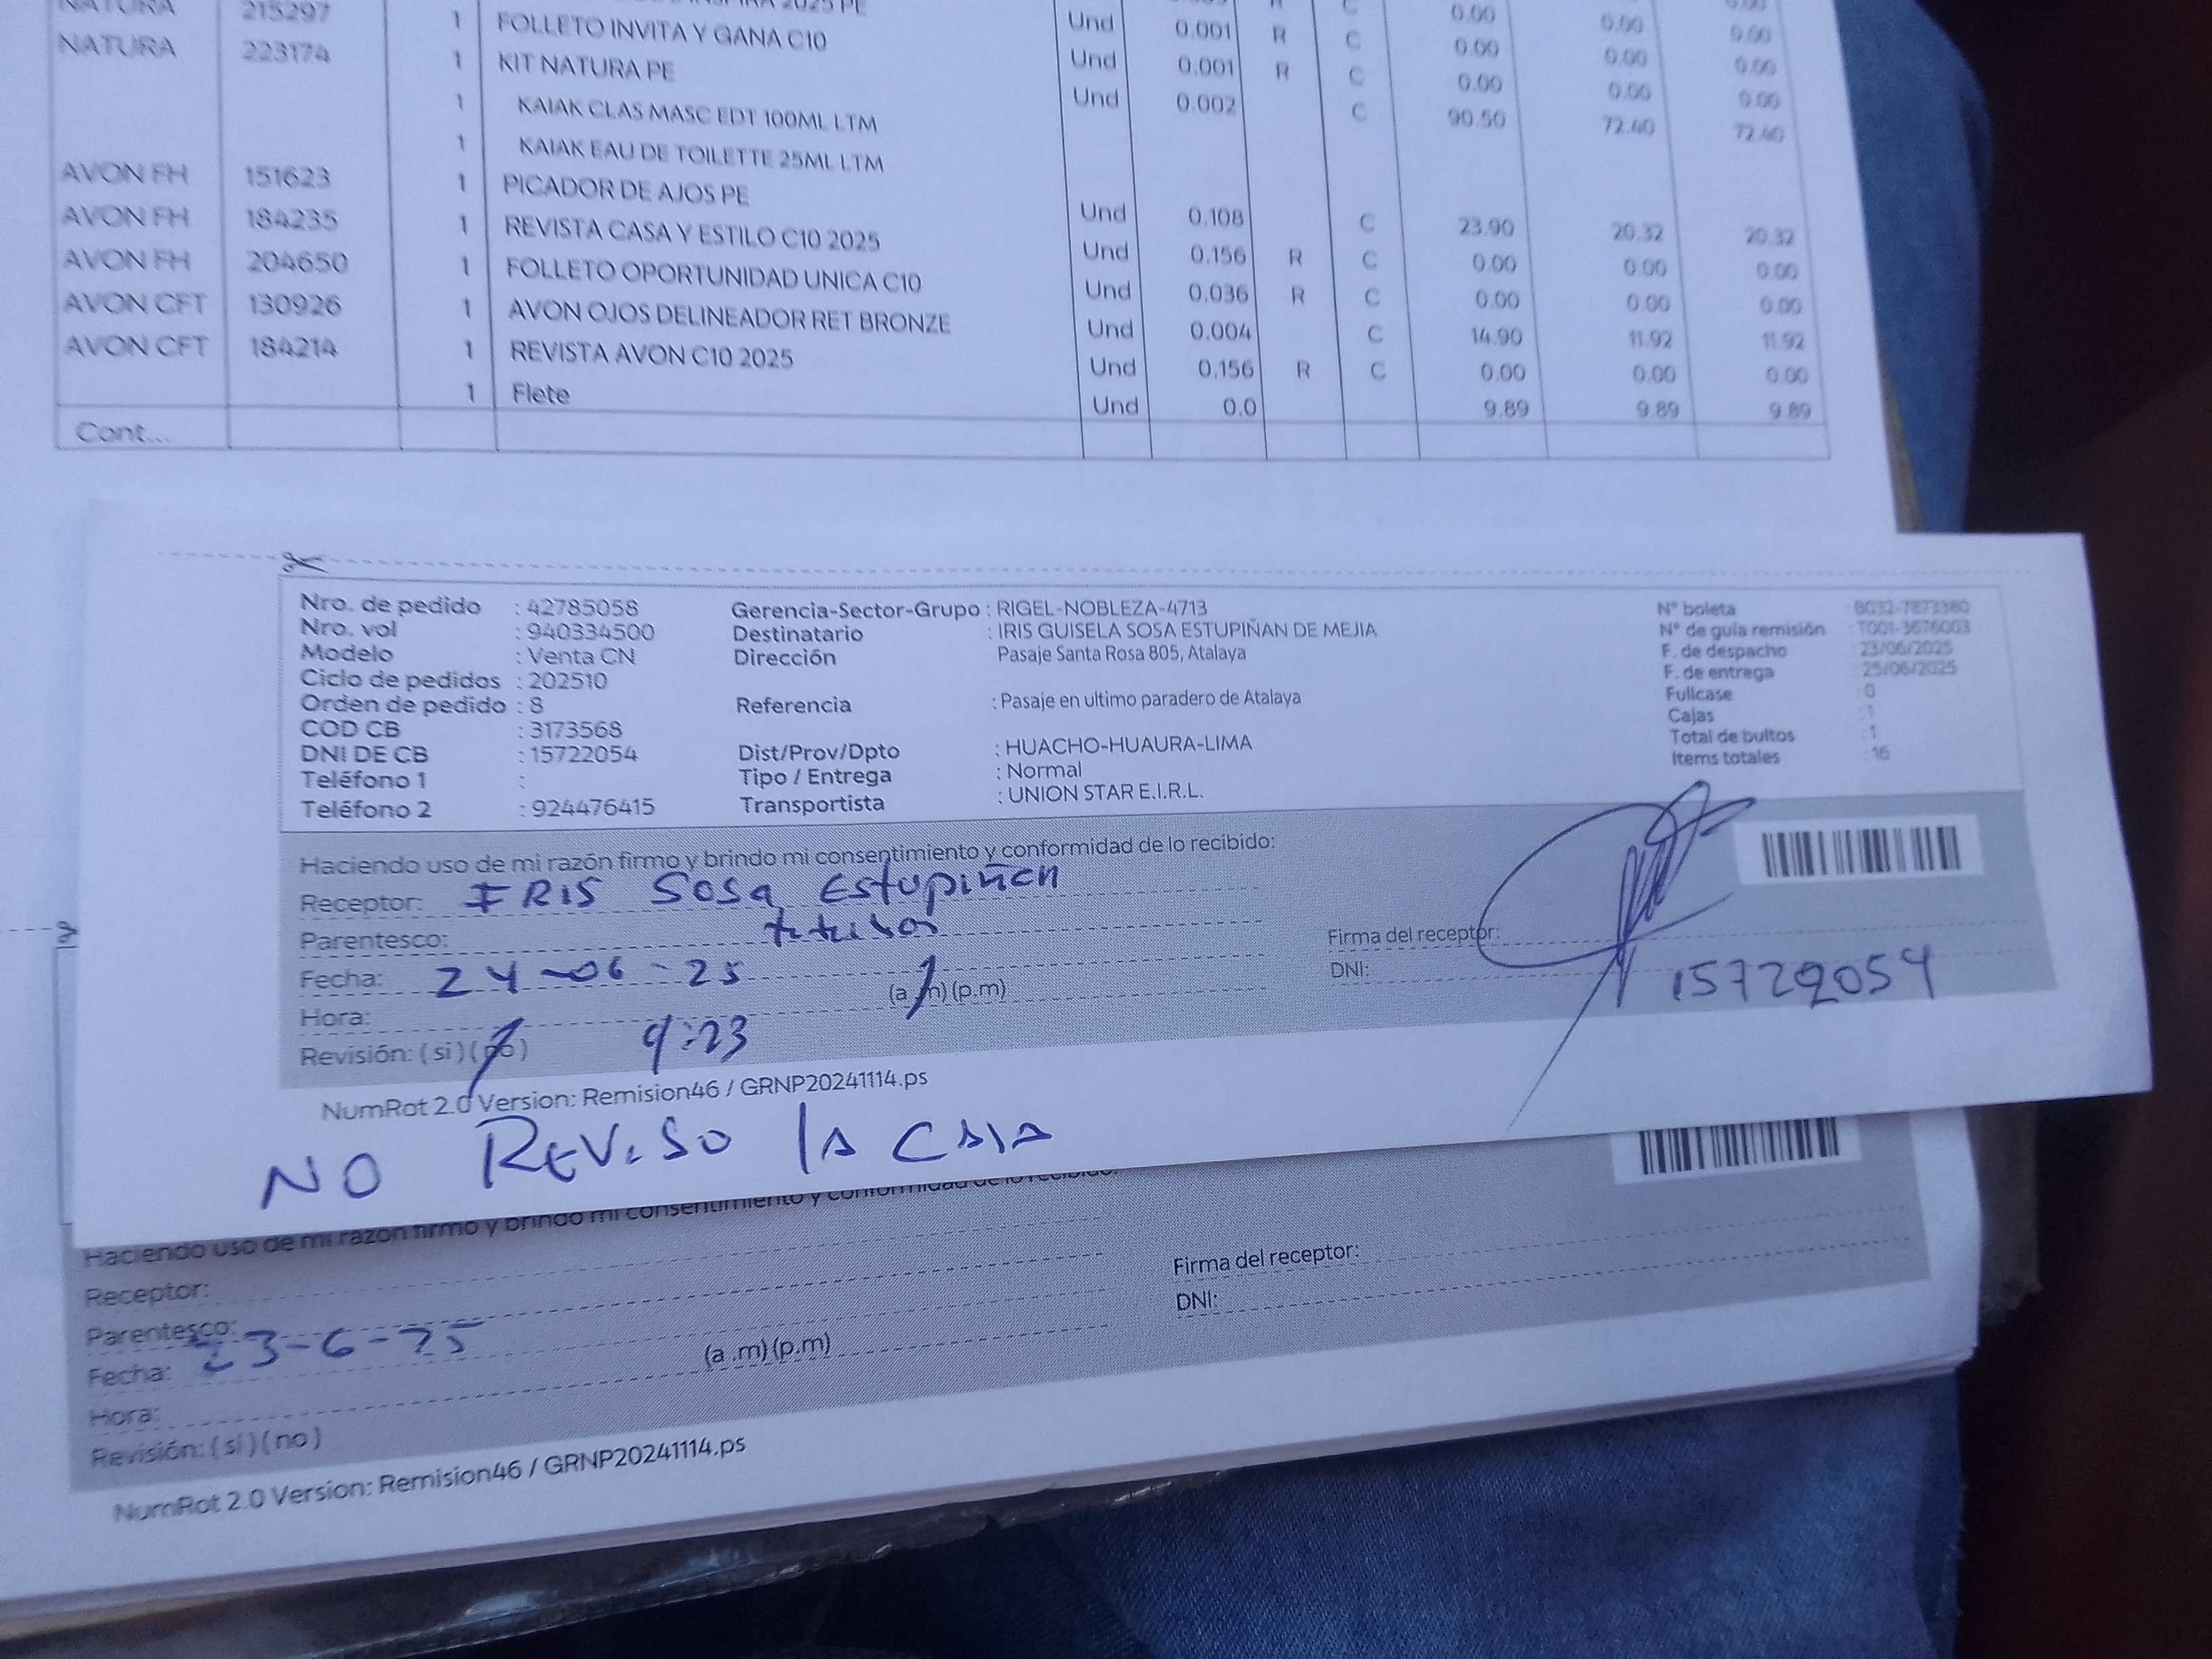 NATURA 215297 1 FOLLETO INVITA Y GANA C10 Und 0.001 R C 0.00 0.00 0.00
NATURA 223174 1 KIT NATURA PE Und 0.001 R C 0.00 0.00 0.00
1 KAIAK CLAS MASC EDT 100ML LTM Und 0.002 C 90.50 72.40 72.40
1 KAIAK EAU DE TOILETTE 25ML LTM
AVON FH 151623 1 PICADOR DE AJOS PE Und 0.108 C 23.90 20.32 20.32
AVON FH 184235 1 REVISTA CASA Y ESTILO C10 2025 Und 0.156 R C 0.00 0.00 0.00
AVON FH 204650 1 FOLLETO OPORTUNIDAD UNICA C10 Und 0.036 R C 0.00 0.00 0.00
AVON CFT 130926 1 AVON OJOS DELINEADOR RET BRONZE Und 0.004 C 14.90 11.92 11.92
AVON CFT 184214 1 REVISTA AVON C10 2025 Und 0.156 R C 0.00 0.00 0.00
1 Flete Und 0.0 9.89 9.89 9.89
Cont...
Nro. de pedido : 42785058 Gerencia-Sector-Grupo : RIGEL-NOBLEZA-4713 N° boleta : B032-7873380
Nro. vol : 940334500 Destinatario : IRIS GUISELA SOSA ESTUPIÑAN DE MEJIA N° de guía remisión : T001-3676003
Modelo : Venta CN Dirección Pasaje Santa Rosa 805, Atalaya F. de despacho : 23/06/2025
Ciclo de pedidos : 202510 F. de entrega : 25/06/2025
Orden de pedido : 8 Referencia : Pasaje en ultimo paradero de Atalaya Fullcase : 0
COD CB : 3173568 Cajas : 1
DNI DE CB : 15722054 Dist/Prov/Dpto : HUACHO-HUAURA-LIMA Total de bultos : 1
Teléfono 1 : Tipo / Entrega : Normal Items totales : 16
Teléfono 2 : 924476415 Transportista : UNION STAR E.I.R.L.
Haciendo uso de mi razón firmo y brindo mi consentimiento y conformidad de lo recibido:
Receptor: IRIS Sosa Estupiñan
Parentesco: Firma del receptor:
Fecha: 24-06-25 (a .m) (p.m) DNI: 15722054
Hora: 9:23
Revisión: (si) (no)
NumRot 2.0 Version: Remision46 / GRNP20241114.ps
NO REViSO lA CAJA
Haciendo uso de mi razón firmo y brindo mi consentimiento y conformidad de lo recibido:
Receptor: Firma del receptor:
Parentesco: DNI:
Fecha: 23-6-25 (a .m) (p.m)
Hora:
Revisión: (si) (no)
NumRot 2.0 Version: Remision46 / GRNP20241114.ps